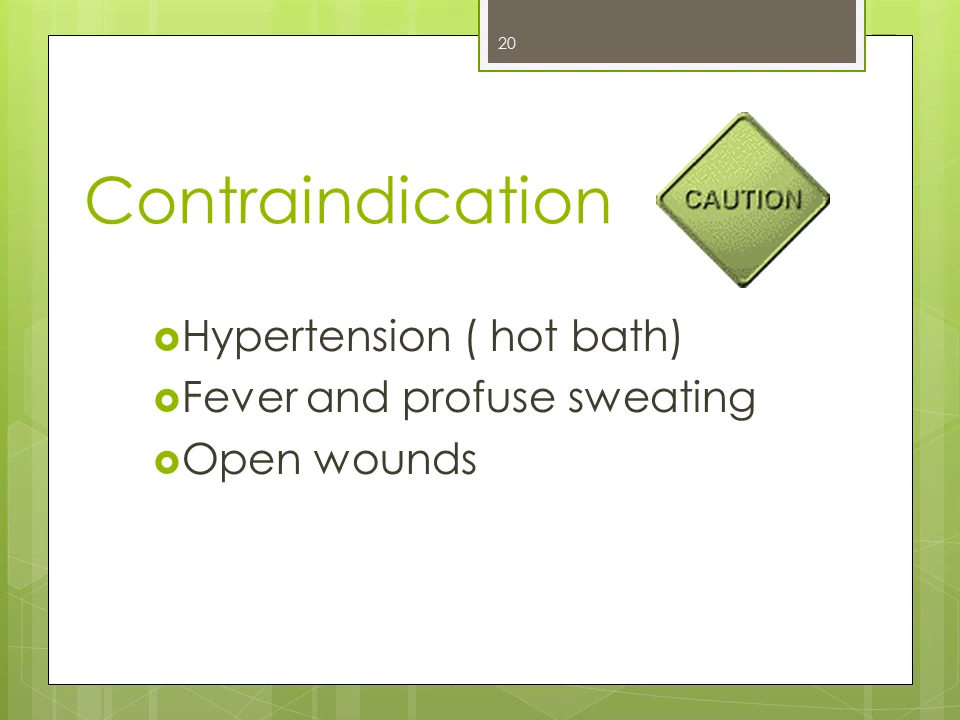 20
Contraindication
CAUTION
Hypertension ( hot bath)
Fever and profuse sweating
Open wounds